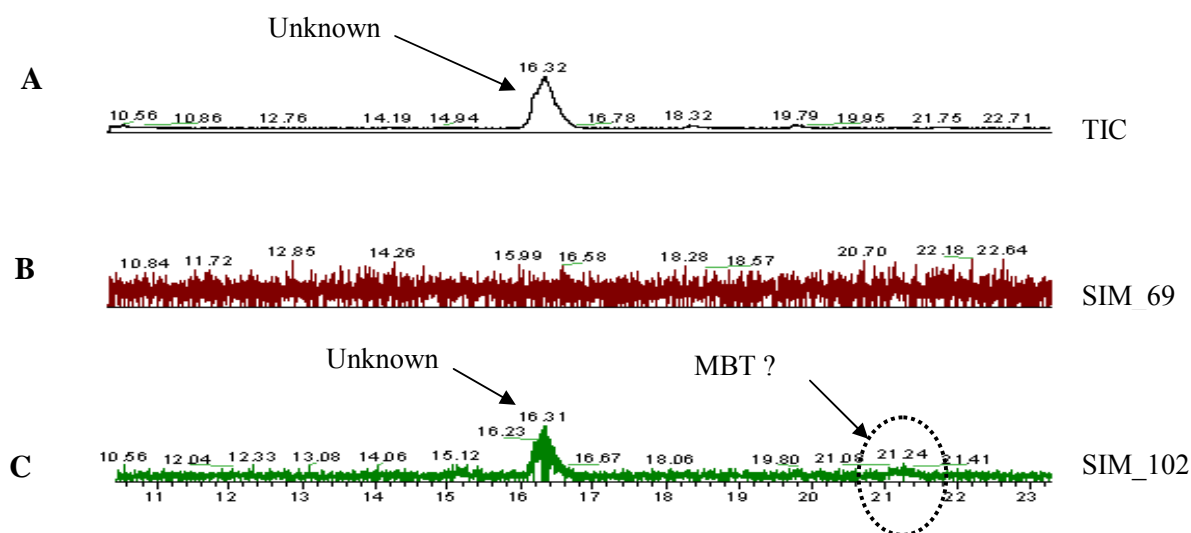 Unknown
A
16.32
10.56 10.86 12.76 14.19 14.94 16.78 18.32 19.79 19.95 21.75 22.71
TIC
B
10.84 11.72 12.85 14.26 15.99 16.58 18.28 18.57 20.70 22.18 22.64
SIM_69
Unknown
MBT ?
C
16.31
16.23
10.56 12.04 12.33 13.08 14.06 15.12 16.67 18.06 19.80 21.08 21.24 21.41
SIM_102
11 12 13 14 15 16 17 18 19 20 21 22 23